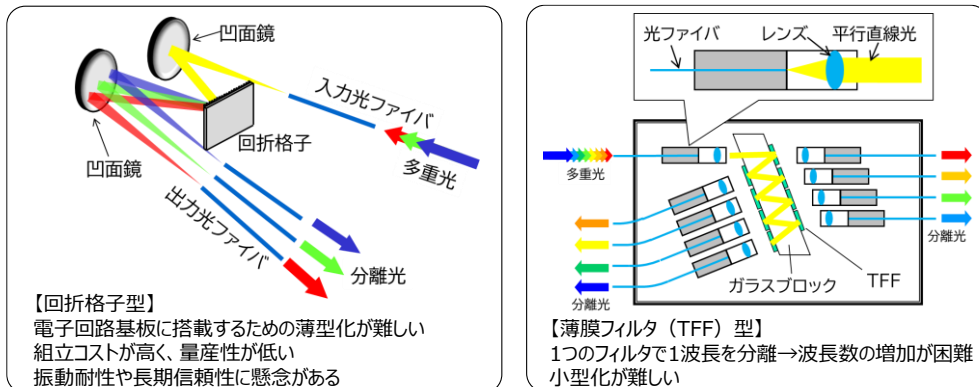 凹面鏡
凹面鏡
回折格子
入力光ファイバ
多重光
出力光ファイバ
分離光
【回折格子型】
電子回路基板に搭載するための薄型化が難しい
組立コストが高く、量産性が低い
振動耐性や長期信頼性に懸念がある
光ファイバ
レンズ
平行直線光
多重光
分離光
分離光
ガラスブロック
TFF
【薄膜フィルタ（TFF）型】
1つのフィルタで1波長を分離→波長数の増加が困難
小型化が難しい